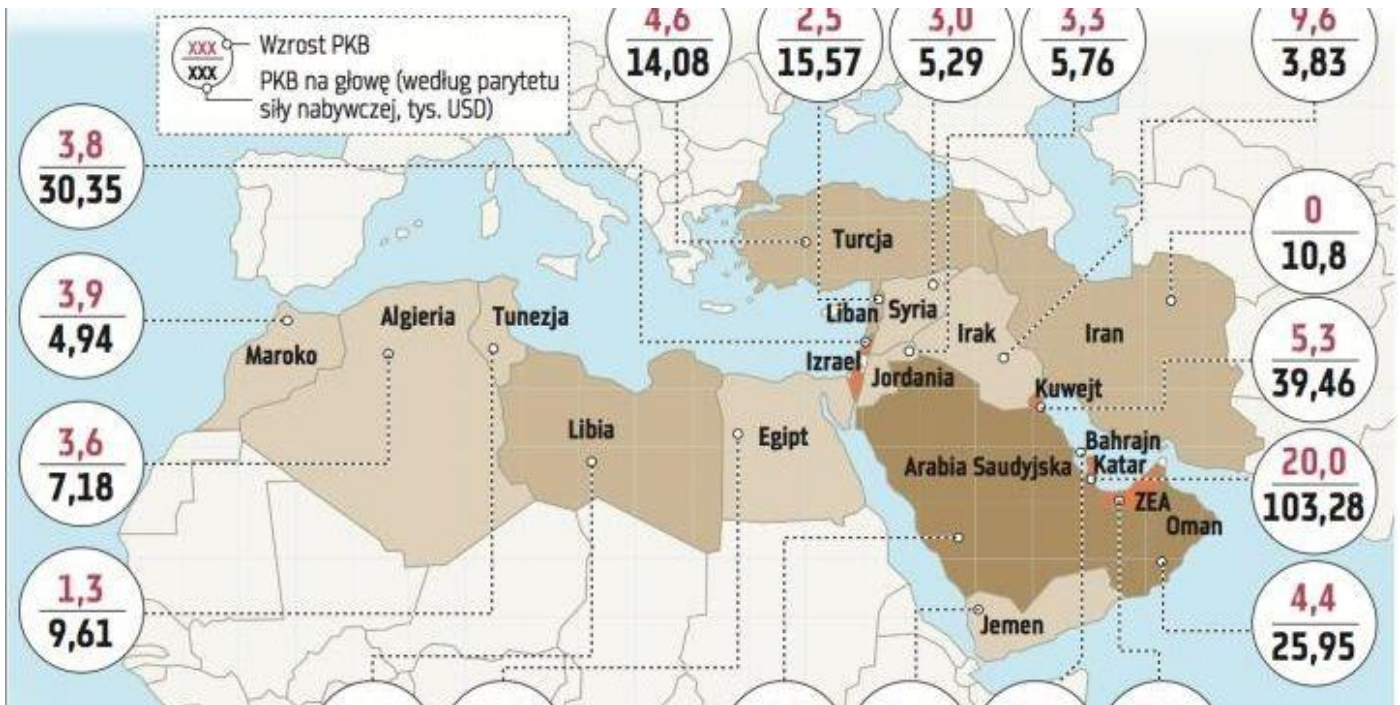 4,6
14,08
2,5
15,57
3,0
5,29
3,3
5,76
9,6
3,83
xxx
xxx
Wzrost PKB
PKB na głowę (według parytetu
siły nabywczej, tys. USD)
3,8
30,35
3,9
4,94
3,6
7,18
1,3
9,61
0
10,8
5,3
39,46
20,0
103,28
4,4
25,95
Turcja
Liban
Syria
Irak
Iran
Izrael
Jordania
Kuwejt
Algieria
Tunezja
Maroko
Libia
Egipt
Arabia Saudyjska
Bahrajn
Katar
ZEA
Oman
Jemen